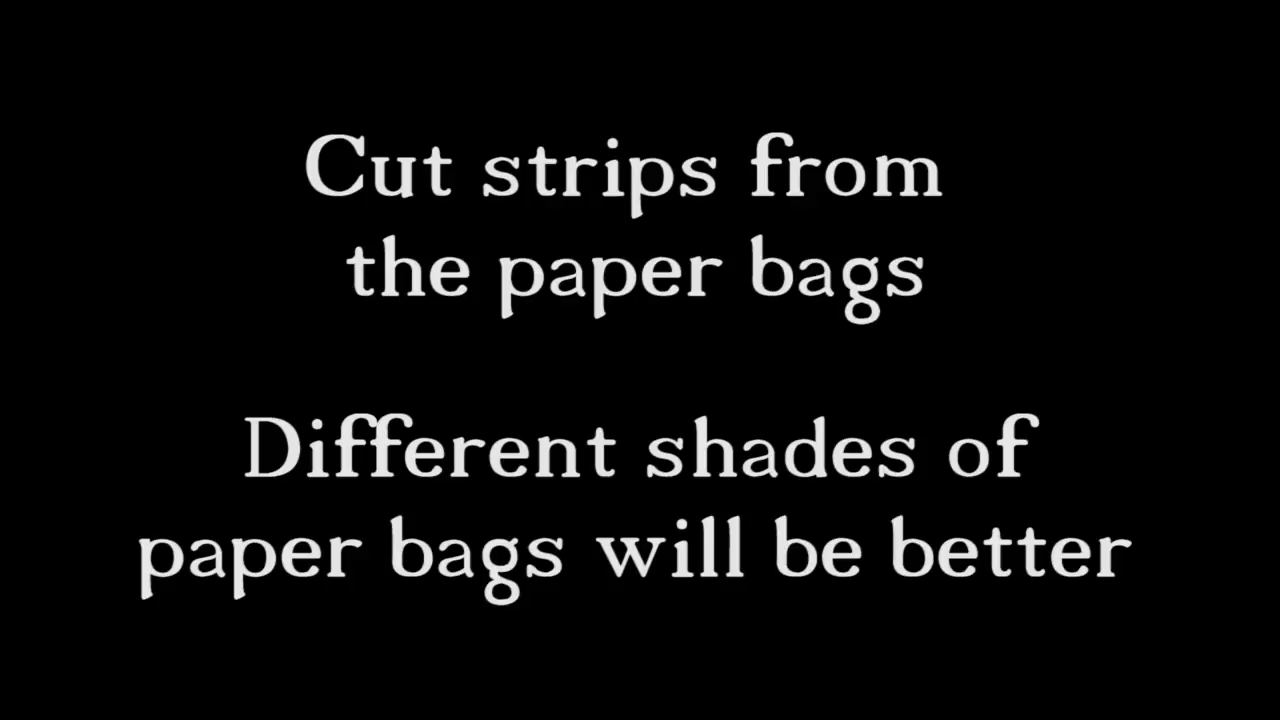 Cut strips from
the paper bags
Different shades of
paper bags will be better